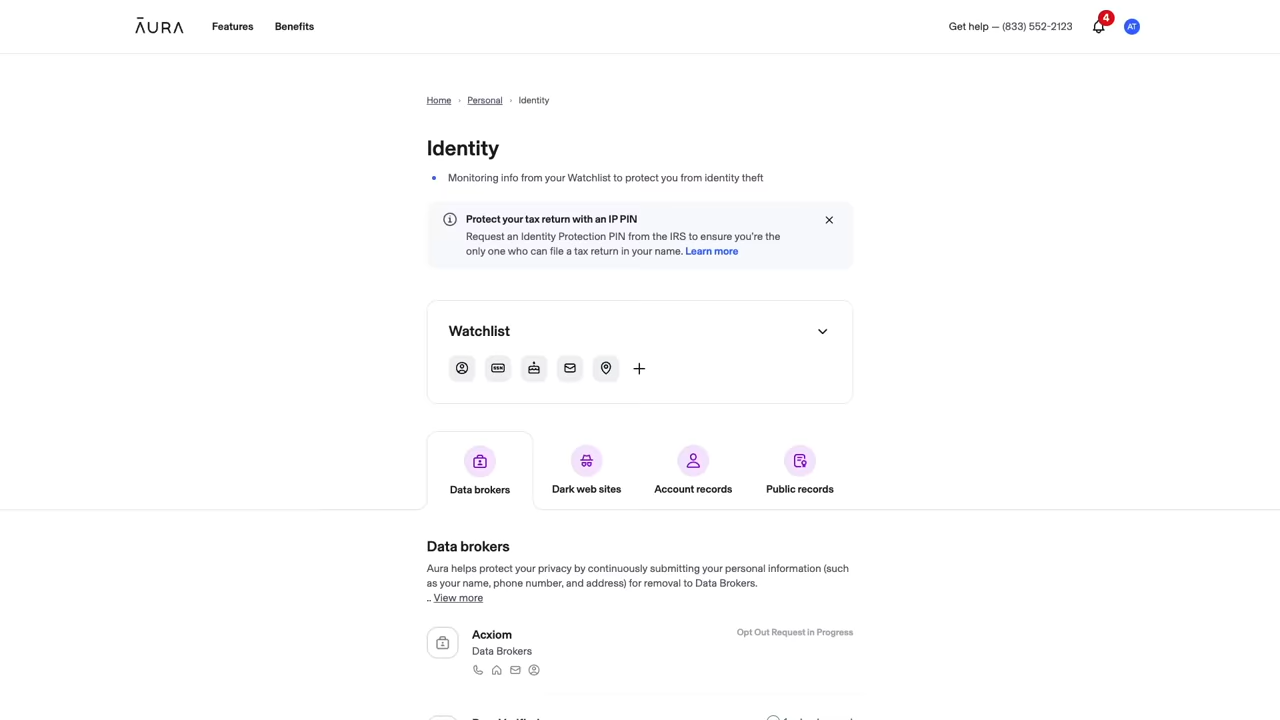 ĀURA
Features
Benefits
Get help — (833) 552-2123
4
AT
Home › Personal › Identity
Identity
• Monitoring info from your Watchlist to protect you from identity theft
Protect your tax return with an IP PIN
Request an Identity Protection PIN from the IRS to ensure you're the
only one who can file a tax return in your name. Learn more
Watchlist
SSN
Data brokers
Dark web sites
Account records
Public records
Data brokers
Aura helps protect your privacy by continuously submitting your personal information (such
as your name, phone number, and address) for removal to Data Brokers.
.. View more
Acxiom
Opt Out Request in Progress
Data Brokers